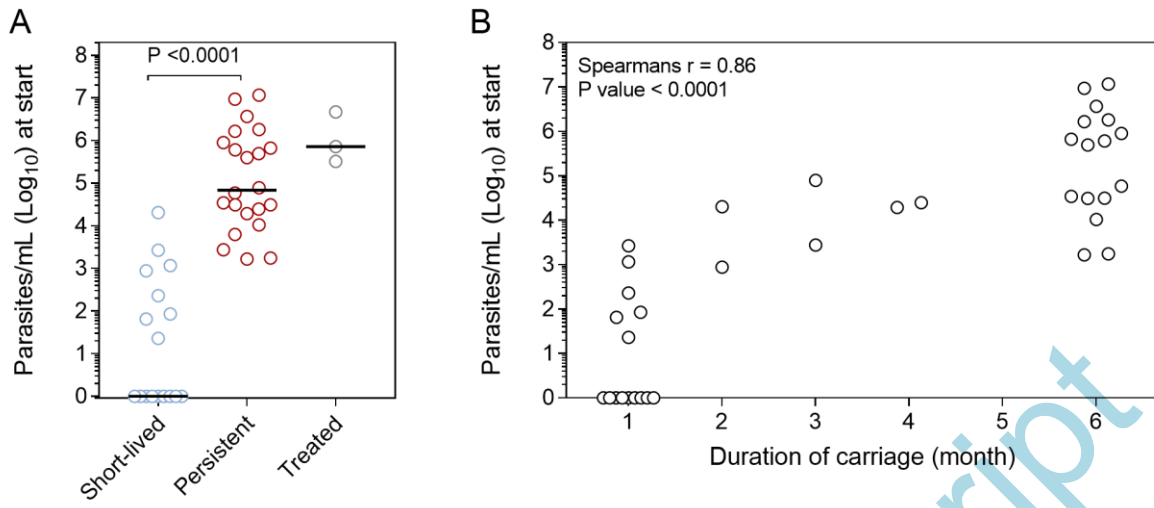 A
Parasites/mL (Log10) at start
8
7
6
5
4
3
2
1
0
P <0.0001
Short-lived
Persistent
Treated
B
Parasites/mL (Log10) at start
8
7
6
5
4
3
2
1
0
Spearmans r = 0.86
P value < 0.0001
1 2 3 4 5 6
Duration of carriage (month)
ript